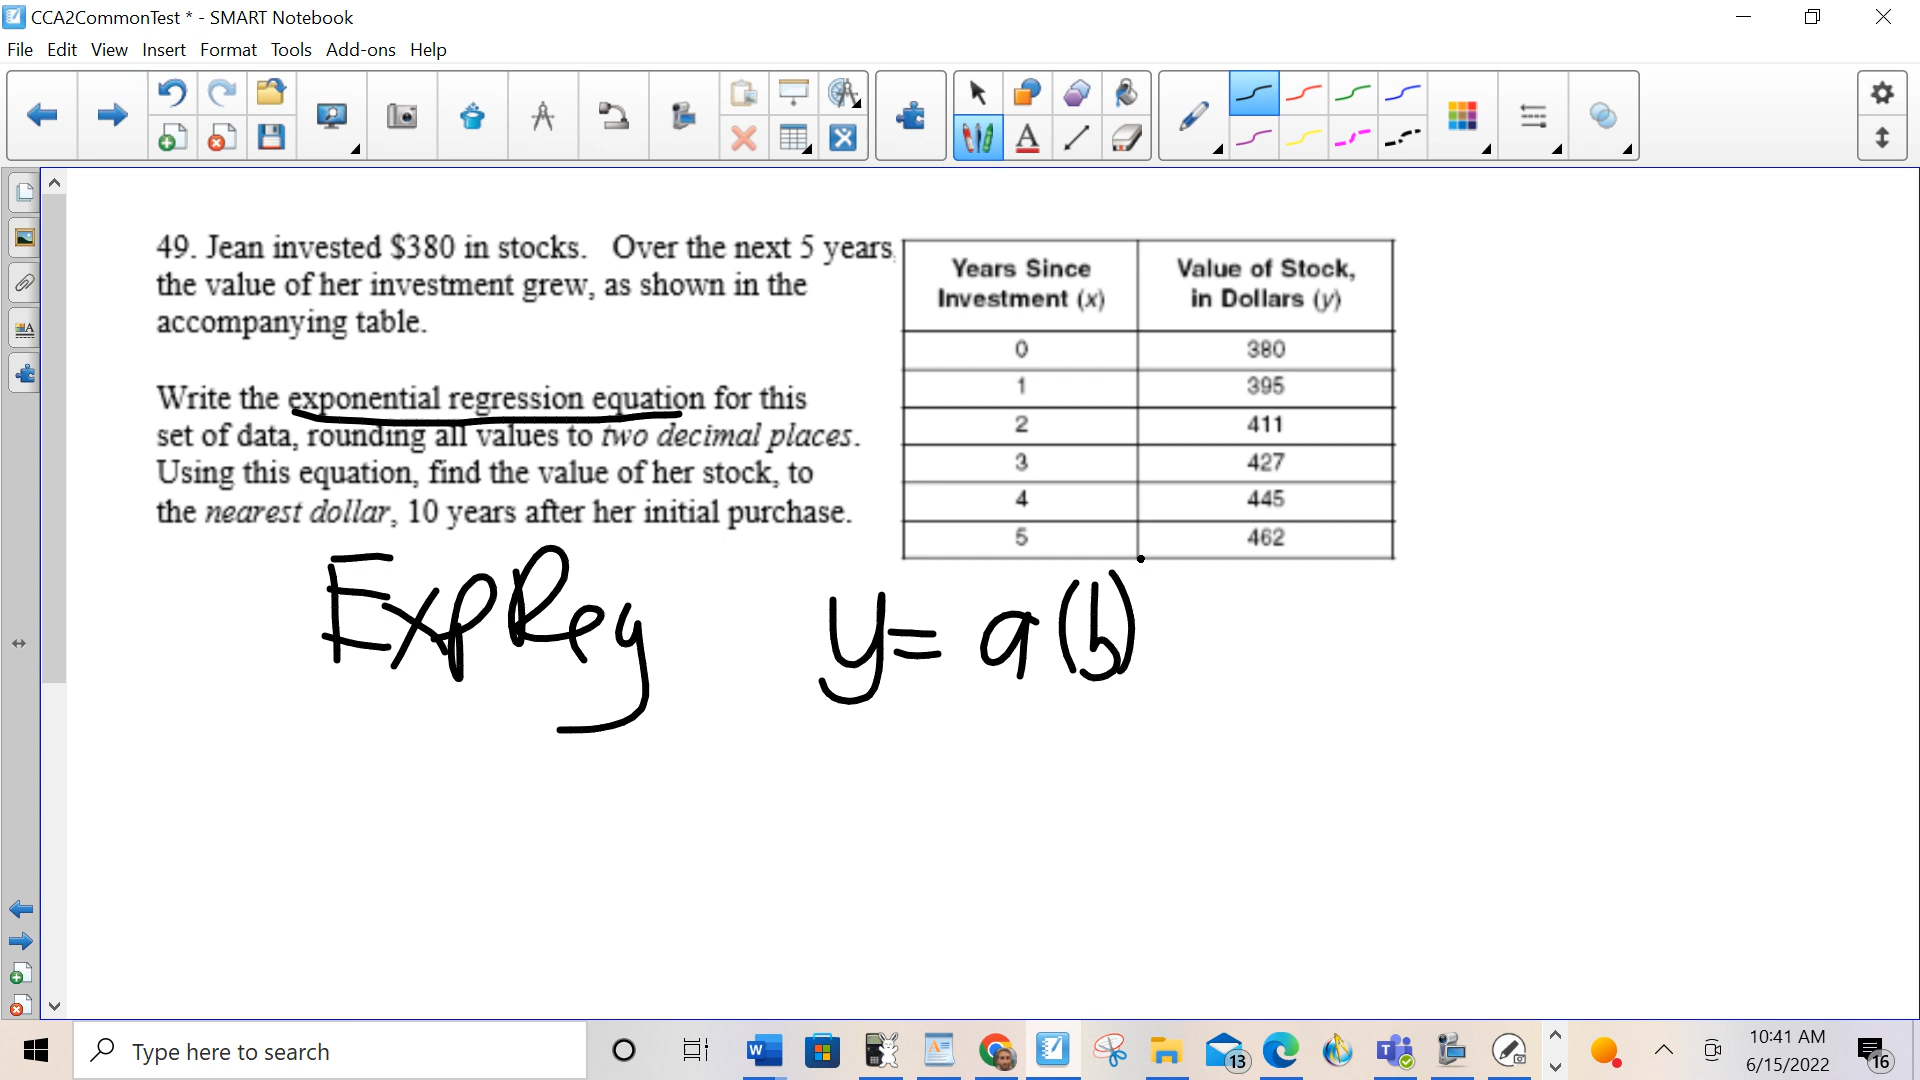 CCA2CommonTest * - SMART Notebook
File Edit View Insert Format Tools Add-ons Help
49. Jean invested $380 in stocks. Over the next 5 years,
the value of her investment grew, as shown in the
accompanying table.
Write the exponential regression equation for this
set of data, rounding all values to two decimal places.
Using this equation, find the value of her stock, to
the nearest dollar, 10 years after her initial purchase.
Years Since Investment (x) Value of Stock, in Dollars (y)
0 380
1 395
2 411
3 427
4 445
5 462
ExpReg y = a(b)
Type here to search
13
10:41 AM
6/15/2022
16